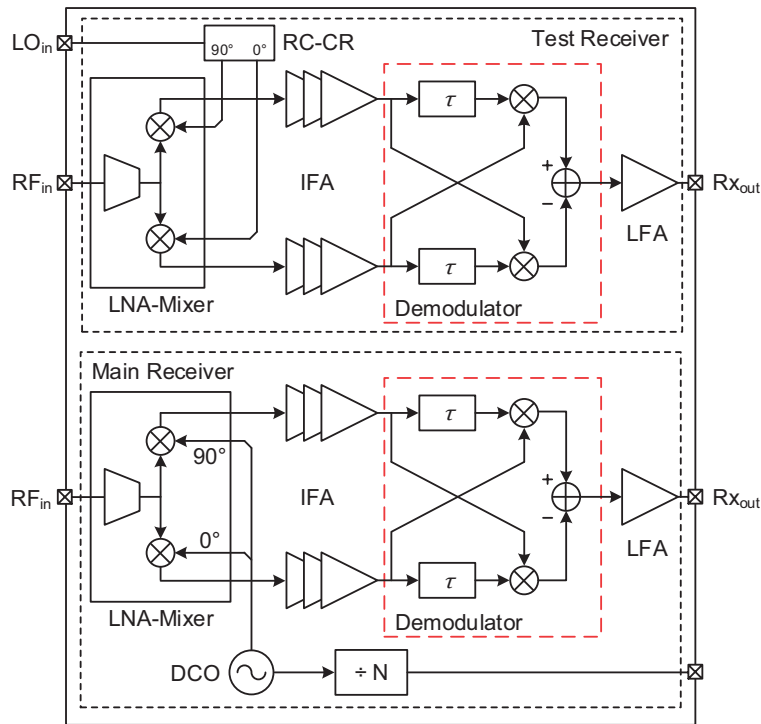 LOin
90° 0°
RC-CR
Test Receiver
τ
RFin
IFA
+
−
Rxout
LFA
τ
LNA-Mixer
Demodulator
Main Receiver
τ
90°
RFin
IFA
+
−
Rxout
0°
LFA
τ
LNA-Mixer
Demodulator
DCO
÷ N